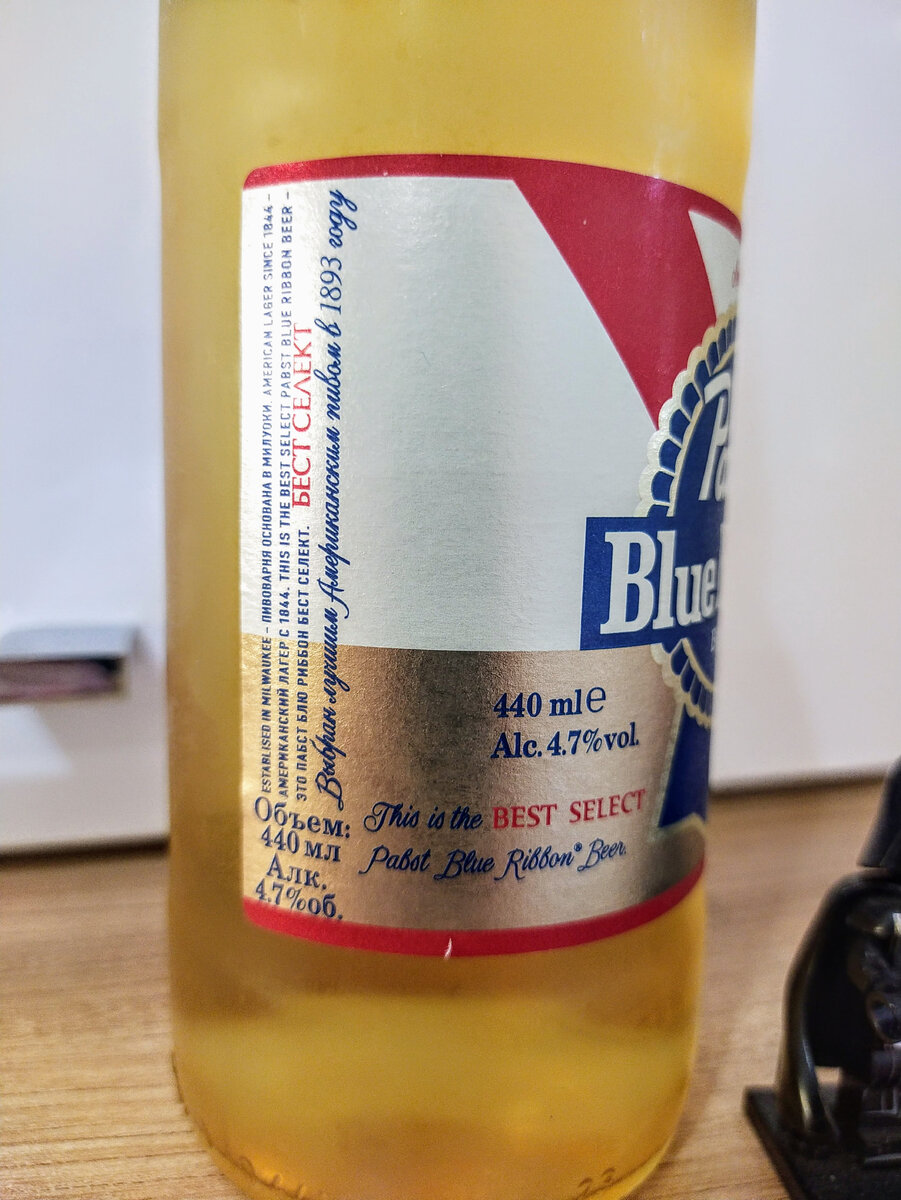 ESTABLISED IN MILWAUKEE – ПИВОВАРНЯ ОСНОВАНА В МИЛУОКИ. AMERICAN LAGER SINCE 1844 –
АМЕРИКАНСКИЙ ЛАГЕР С 1844. THIS IS THE BEST SELECT PABST BLUE RIBBON BEER –
ЭТО ПАБСТ БЛЮ РИББОН БЕСТ СЕЛЕКТ. БЕСТ СЕЛЕКТ
Выбран лучшим Американским пивом в 1893 году
Объем:
440 мл
Алк.
4.7%об.
Blue
440 ml e
Alc. 4.7% vol.
This is the BEST SELECT
Pabst Blue Ribbon® Beer.
23